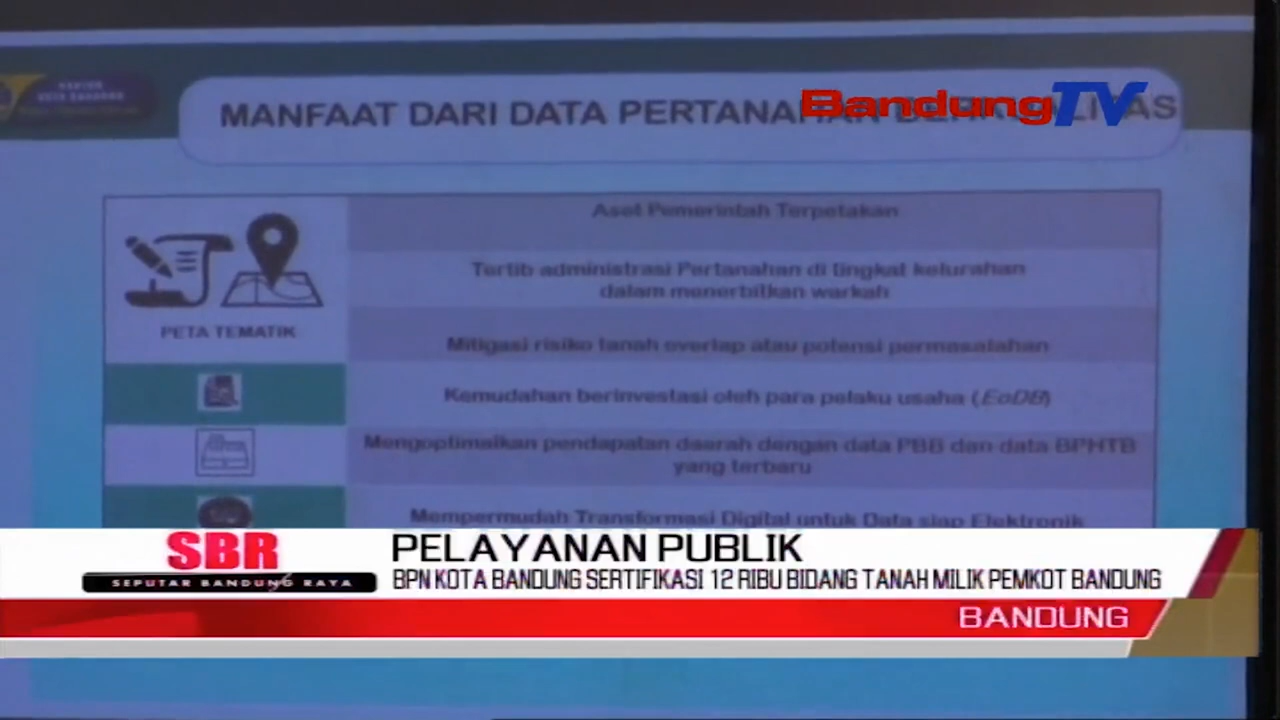 KANTOR
KOTA BANDUNG
MANFAAT DARI DATA PERTANAHAN
BandungTV
Aset Pemerintah Terpetakan
Tertib administrasi Pertanahan di tingkat kelurahan
dalam menerbitkan warkah
PETA TEMATIK
Mitigasi risiko tanah overlap atau potensi permasalahan
Kemudahan berinvestasi oleh para pelaku usaha (EoDB)
Mengoptimalkan pendapatan daerah dengan data PBB dan data BPHTB
yang terbaru
Mempermudah Transformasi Digital untuk Data siap Elektronik
SBR
SEPUTAR BANDUNG RAYA
PELAYANAN PUBLIK
BPN KOTA BANDUNG SERTIFIKASI 12 RIBU BIDANG TANAH MILIK PEMKOT BANDUNG
BANDUNG